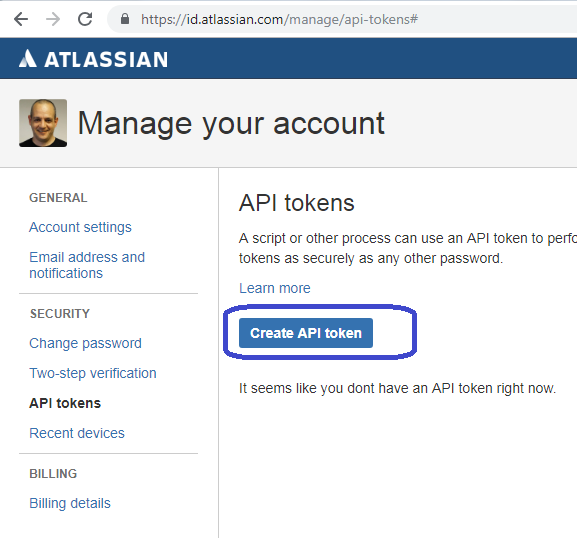 https://id.atlassian.com/manage/api-tokens#
ATLASSIAN
Manage your account
GENERAL
Account settings
Email address and
notifications
SECURITY
Change password
Two-step verification
API tokens
Recent devices
BILLING
Billing details
API tokens
A script or other process can use an API token to perfo
tokens as securely as any other password.
Learn more
Create API token
It seems like you dont have an API token right now.